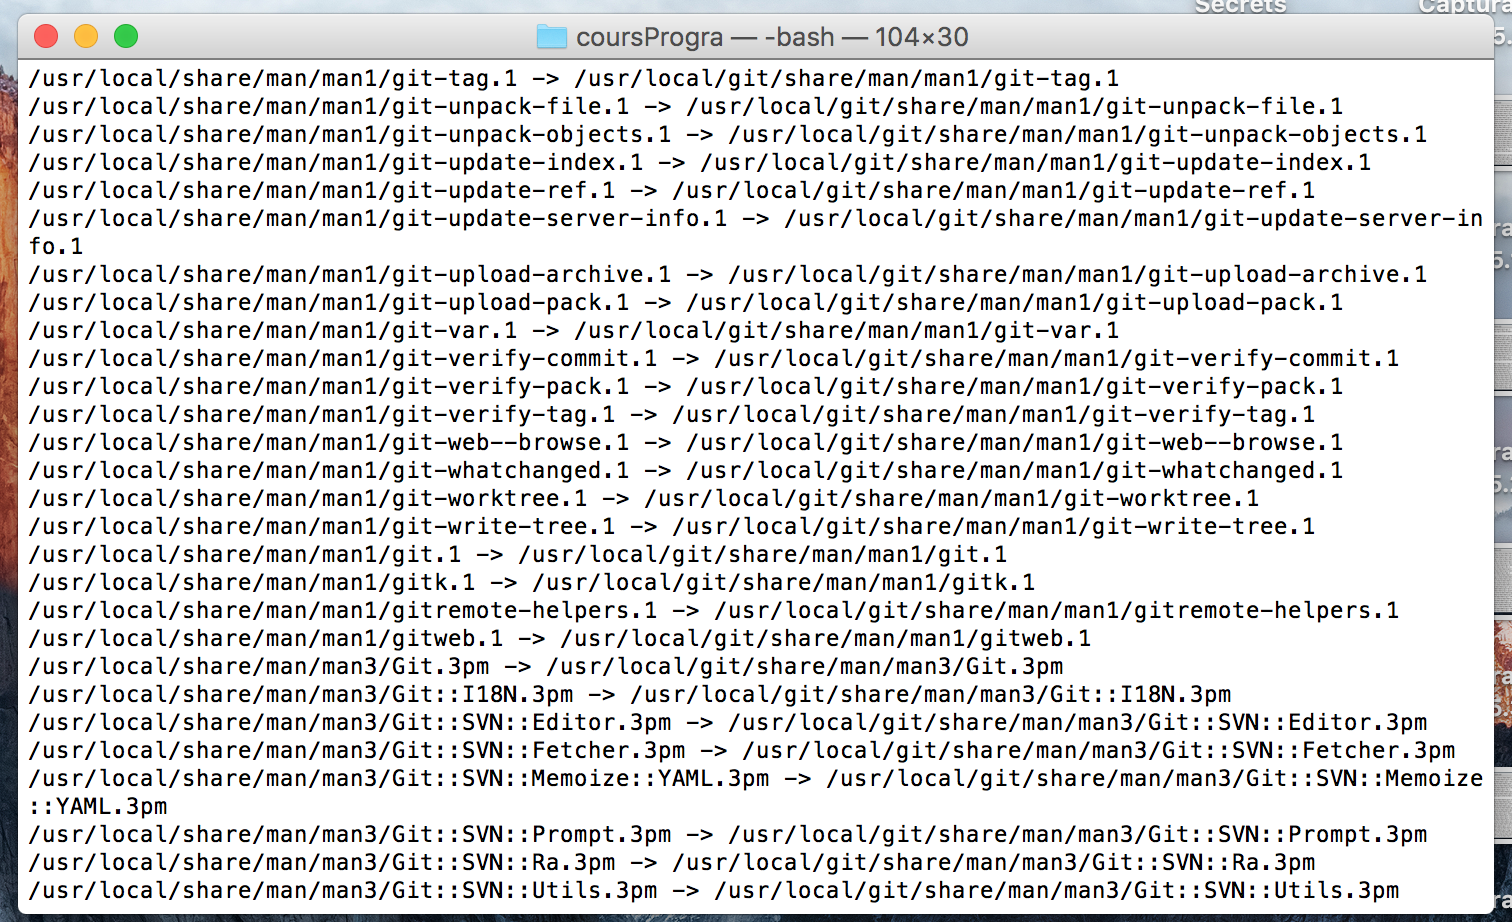 Secrets
Captura
coursProgra — -bash — 104×30
/usr/local/share/man/man1/git-tag.1 -> /usr/local/git/share/man/man1/git-tag.1
/usr/local/share/man/man1/git-unpack-file.1 -> /usr/local/git/share/man/man1/git-unpack-file.1
/usr/local/share/man/man1/git-unpack-objects.1 -> /usr/local/git/share/man/man1/git-unpack-objects.1
/usr/local/share/man/man1/git-update-index.1 -> /usr/local/git/share/man/man1/git-update-index.1
/usr/local/share/man/man1/git-update-ref.1 -> /usr/local/git/share/man/man1/git-update-ref.1
/usr/local/share/man/man1/git-update-server-info.1 -> /usr/local/git/share/man/man1/git-update-server-in
fo.1
/usr/local/share/man/man1/git-upload-archive.1 -> /usr/local/git/share/man/man1/git-upload-archive.1
/usr/local/share/man/man1/git-upload-pack.1 -> /usr/local/git/share/man/man1/git-upload-pack.1
/usr/local/share/man/man1/git-var.1 -> /usr/local/git/share/man/man1/git-var.1
/usr/local/share/man/man1/git-verify-commit.1 -> /usr/local/git/share/man/man1/git-verify-commit.1
/usr/local/share/man/man1/git-verify-pack.1 -> /usr/local/git/share/man/man1/git-verify-pack.1
/usr/local/share/man/man1/git-verify-tag.1 -> /usr/local/git/share/man/man1/git-verify-tag.1
/usr/local/share/man/man1/git-web--browse.1 -> /usr/local/git/share/man/man1/git-web--browse.1
/usr/local/share/man/man1/git-whatchanged.1 -> /usr/local/git/share/man/man1/git-whatchanged.1
/usr/local/share/man/man1/git-worktree.1 -> /usr/local/git/share/man/man1/git-worktree.1
/usr/local/share/man/man1/git-write-tree.1 -> /usr/local/git/share/man/man1/git-write-tree.1
/usr/local/share/man/man1/git.1 -> /usr/local/git/share/man/man1/git.1
/usr/local/share/man/man1/gitk.1 -> /usr/local/git/share/man/man1/gitk.1
/usr/local/share/man/man1/gitremote-helpers.1 -> /usr/local/git/share/man/man1/gitremote-helpers.1
/usr/local/share/man/man1/gitweb.1 -> /usr/local/git/share/man/man1/gitweb.1
/usr/local/share/man/man3/Git.3pm -> /usr/local/git/share/man/man3/Git.3pm
/usr/local/share/man/man3/Git::I18N.3pm -> /usr/local/git/share/man/man3/Git::I18N.3pm
/usr/local/share/man/man3/Git::SVN::Editor.3pm -> /usr/local/git/share/man/man3/Git::SVN::Editor.3pm
/usr/local/share/man/man3/Git::SVN::Fetcher.3pm -> /usr/local/git/share/man/man3/Git::SVN::Fetcher.3pm
/usr/local/share/man/man3/Git::SVN::Memoize::YAML.3pm -> /usr/local/git/share/man/man3/Git::SVN::Memoize
::YAML.3pm
/usr/local/share/man/man3/Git::SVN::Prompt.3pm -> /usr/local/git/share/man/man3/Git::SVN::Prompt.3pm
/usr/local/share/man/man3/Git::SVN::Ra.3pm -> /usr/local/git/share/man/man3/Git::SVN::Ra.3pm
/usr/local/share/man/man3/Git::SVN::Utils.3pm -> /usr/local/git/share/man/man3/Git::SVN::Utils.3pm